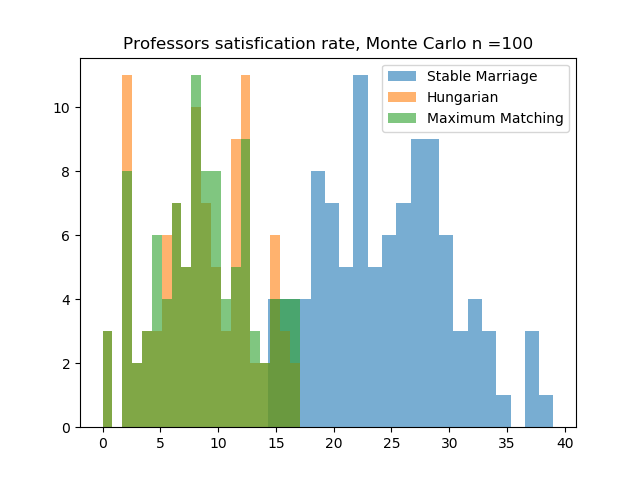 Professors satisfication rate, Monte Carlo n =100
Stable Marriage
Hungarian
Maximum Matching
10
8
6
4
2
0
0 5 10 15 20 25 30 35 40